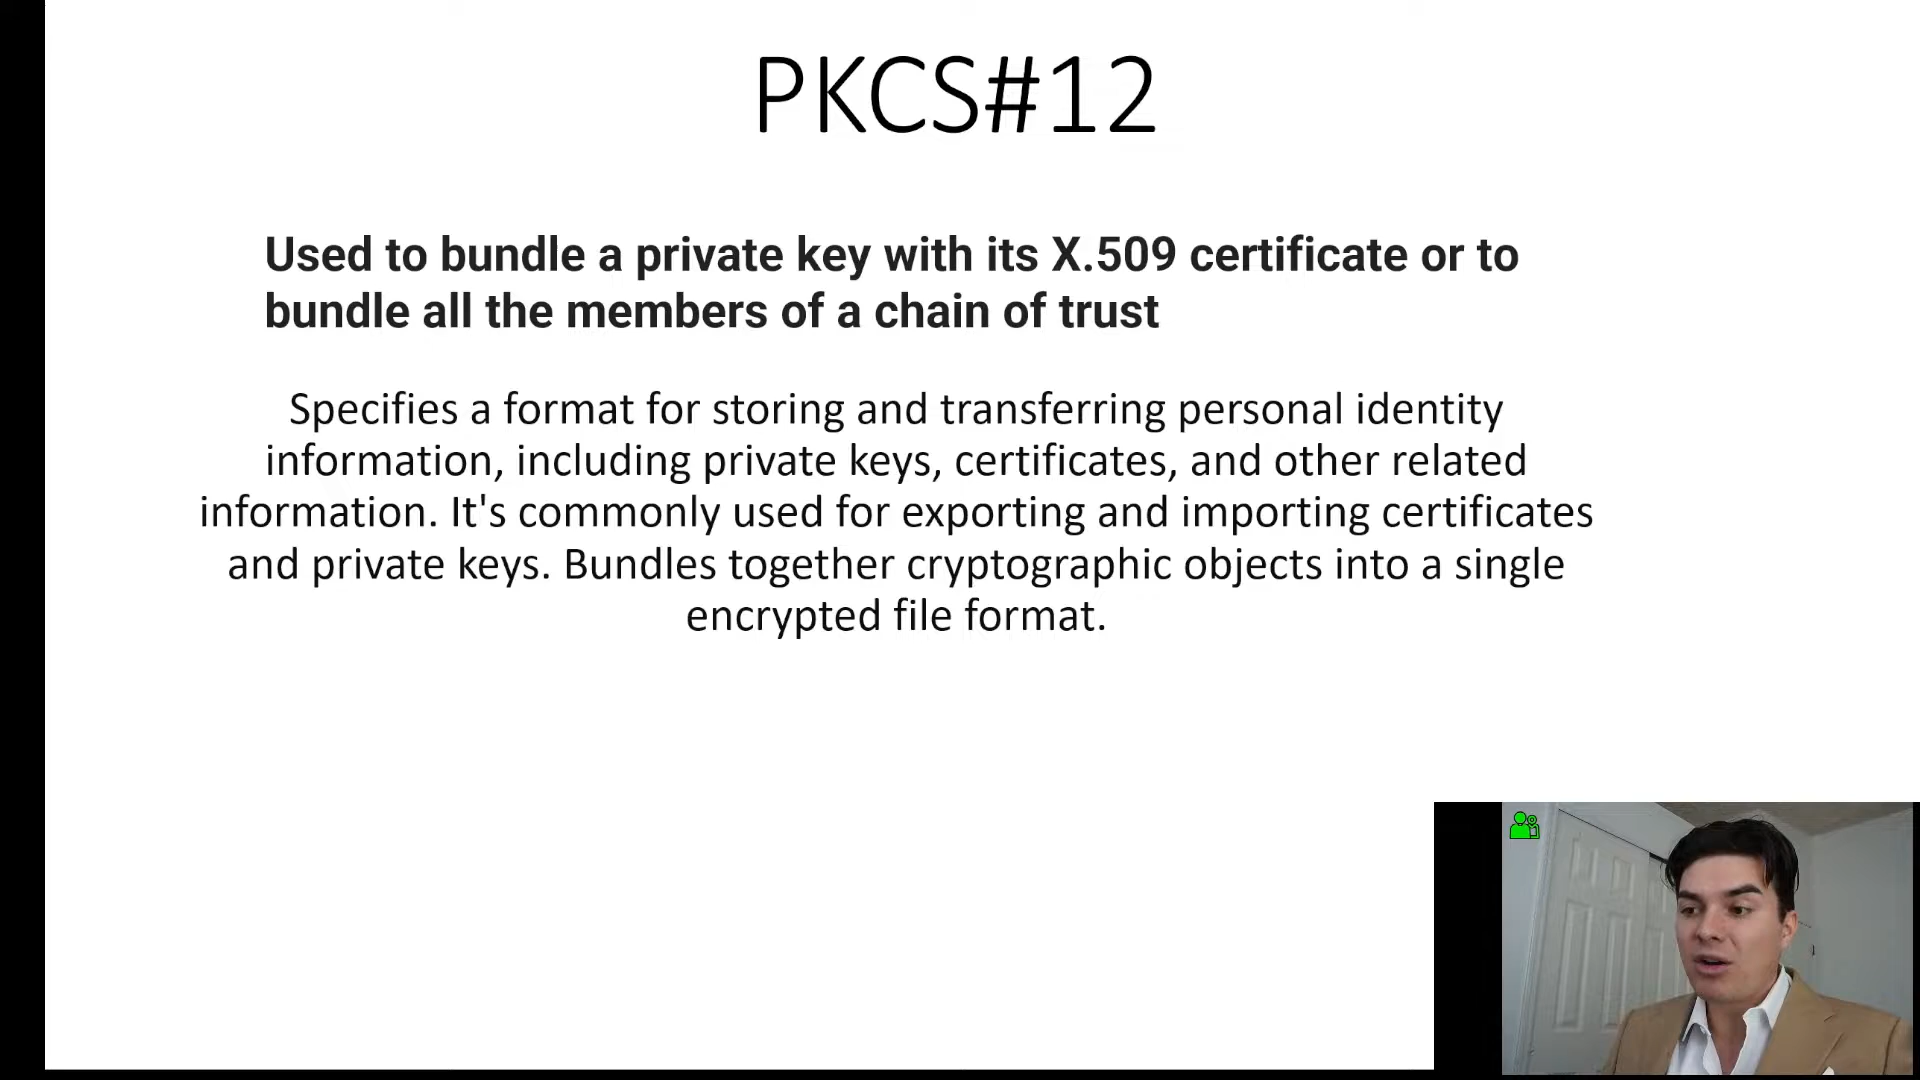 PKCS#12
Used to bundle a private key with its X.509 certificate or to
bundle all the members of a chain of trust
Specifies a format for storing and transferring personal identity
information, including private keys, certificates, and other related
information. It's commonly used for exporting and importing certificates
and private keys. Bundles together cryptographic objects into a single
encrypted file format.